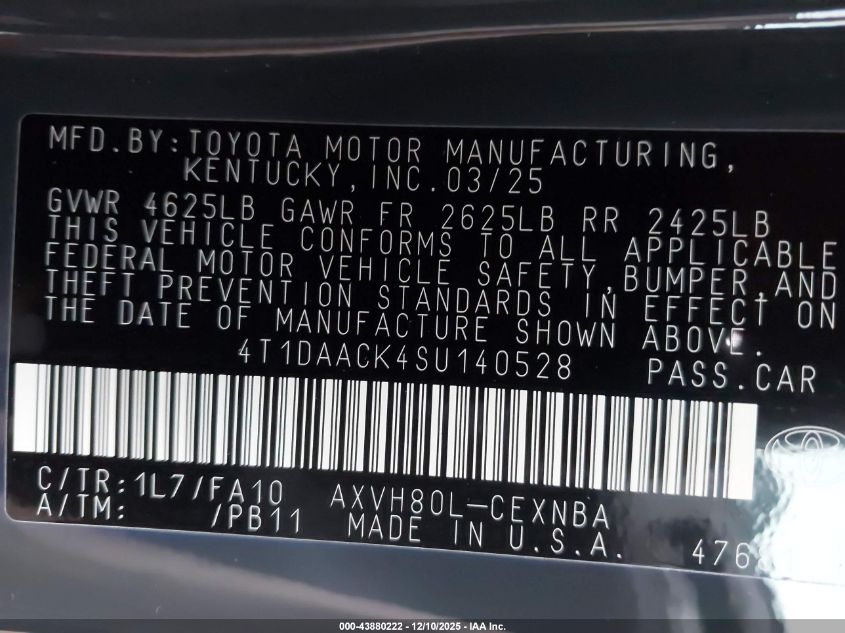 MFD.BY:TOYOTA MOTOR MANUFACTURING,
KENTUCKY,INC.03/25
GVWR 4625LB GAWR FR 2625LB RR 2425LB
THIS VEHICLE CONFORMS TO ALL APPLICABLE
FEDERAL MOTOR VEHICLE SAFETY,BUMPER,AND
THEFT PREVENTION STANDARDS IN EFFECT ON
THE DATE OF MANUFACTURE SHOWN ABOVE.
4T1DAACK4SU140528 PASS.CAR
C/TR:1L7/FA10 AXVH80L-CEXNBA
A/TM: /PB11 MADE IN U.S.A.
000-43880222 - 12/10/2025 - IAA Inc.